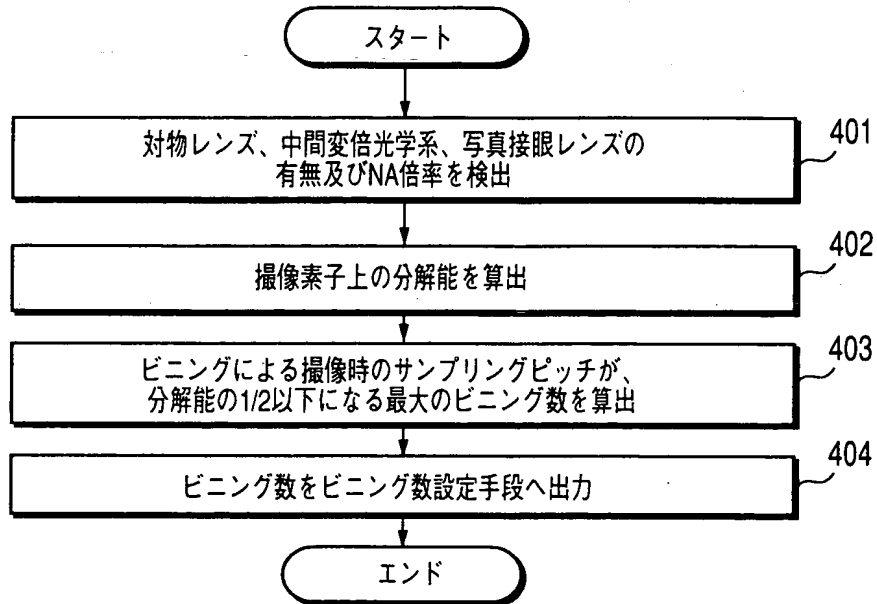 スタート
対物レンズ、中間変倍光学系、写真接眼レンズの
有無及びNA倍率を検出
401
撮像素子上の分解能を算出
402
ビニングによる撮像時のサンプリングピッチが、
分解能の1/2以下になる最大のビニング数を算出
403
ビニング数をビニング数設定手段へ出力
404
エンド